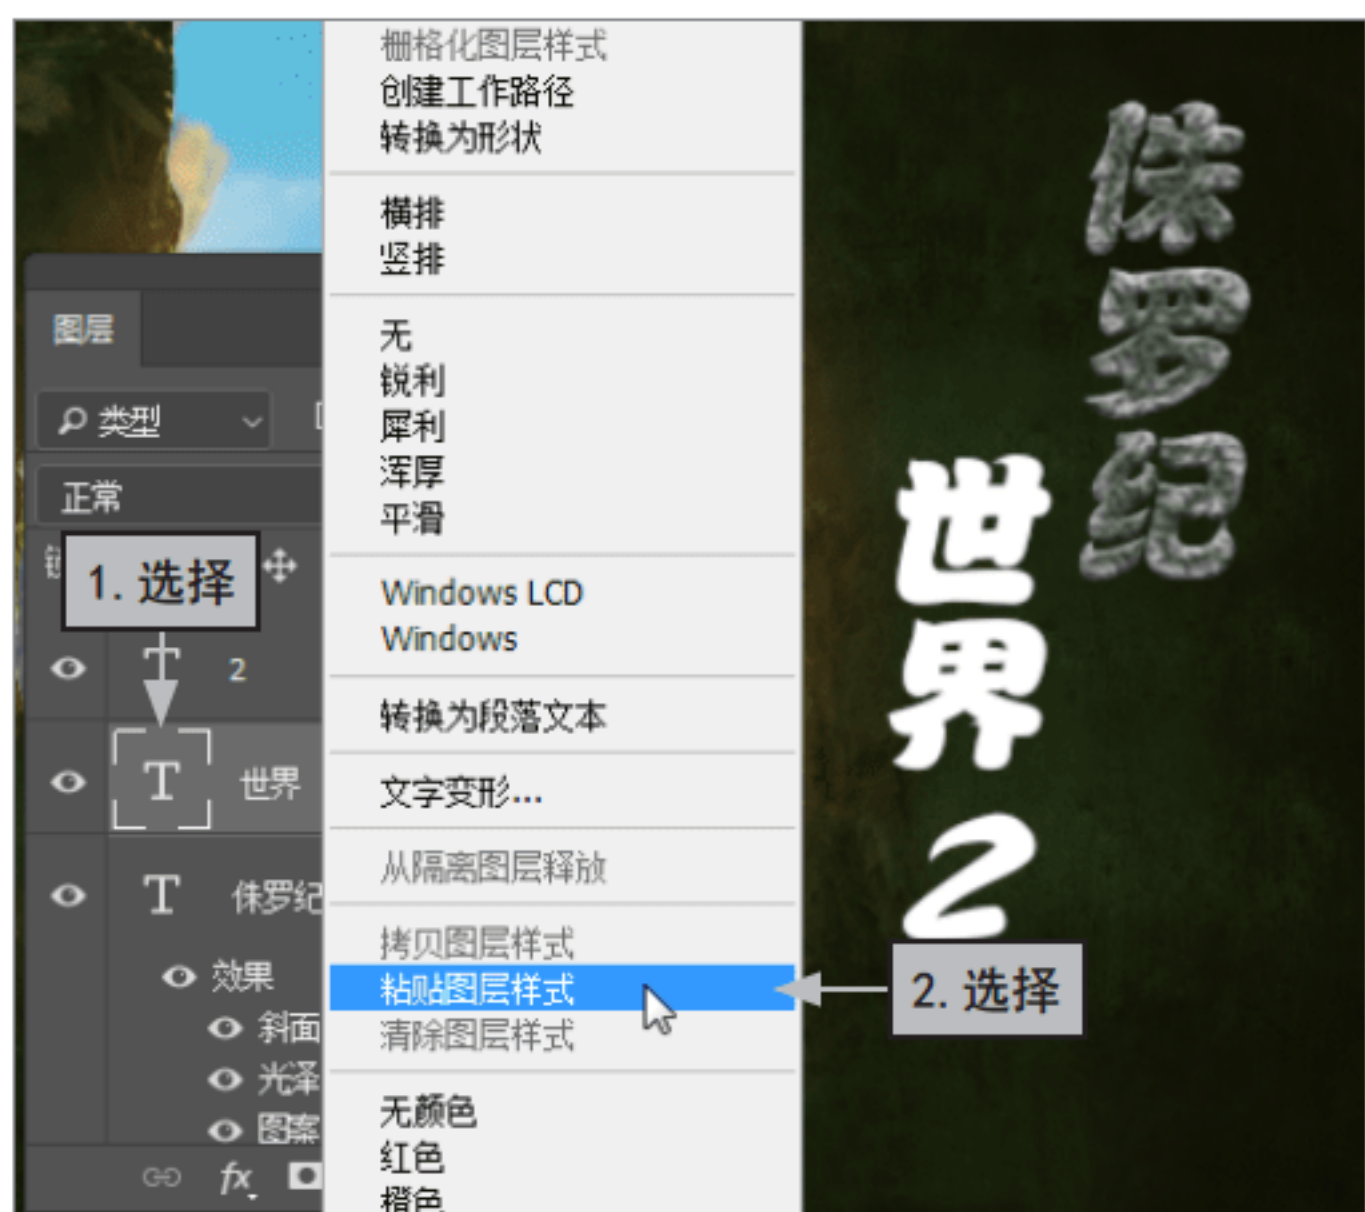 栅格化图层样式
创建工作路径
转换为形状
横排
竖排
无
锐利
犀利
浑厚
平滑
Windows LCD
Windows
转换为段落文本
文字变形...
从隔离图层释放
拷贝图层样式
粘贴图层样式
清除图层样式
无颜色
红色
橙色
图层
类型
正常
1. 选择
T 2
T 世界
T 侏罗纪
效果
斜面
光泽
图案
fx
侏罗纪
世界2
2. 选择